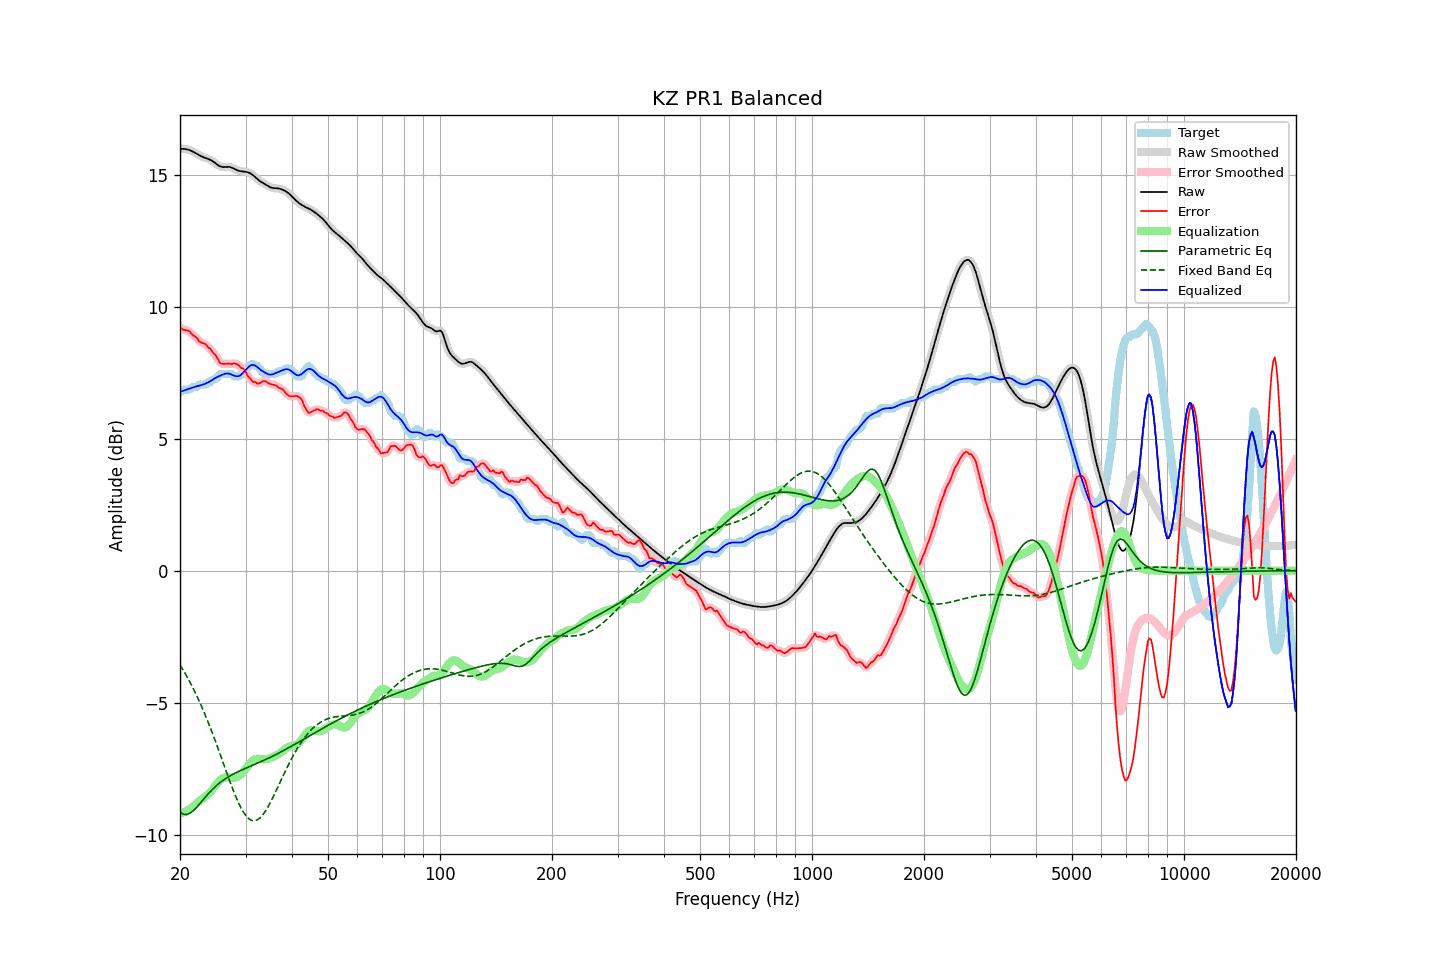 KZ PR1 Balanced
Target
Raw Smoothed
Error Smoothed
Raw
Error
Equalization
Parametric Eq
Fixed Band Eq
Equalized
Amplitude (dBr)
15
10
5
0
−5
−10
20 50 100 200 500 1000 2000 5000 10000 20000
Frequency (Hz)